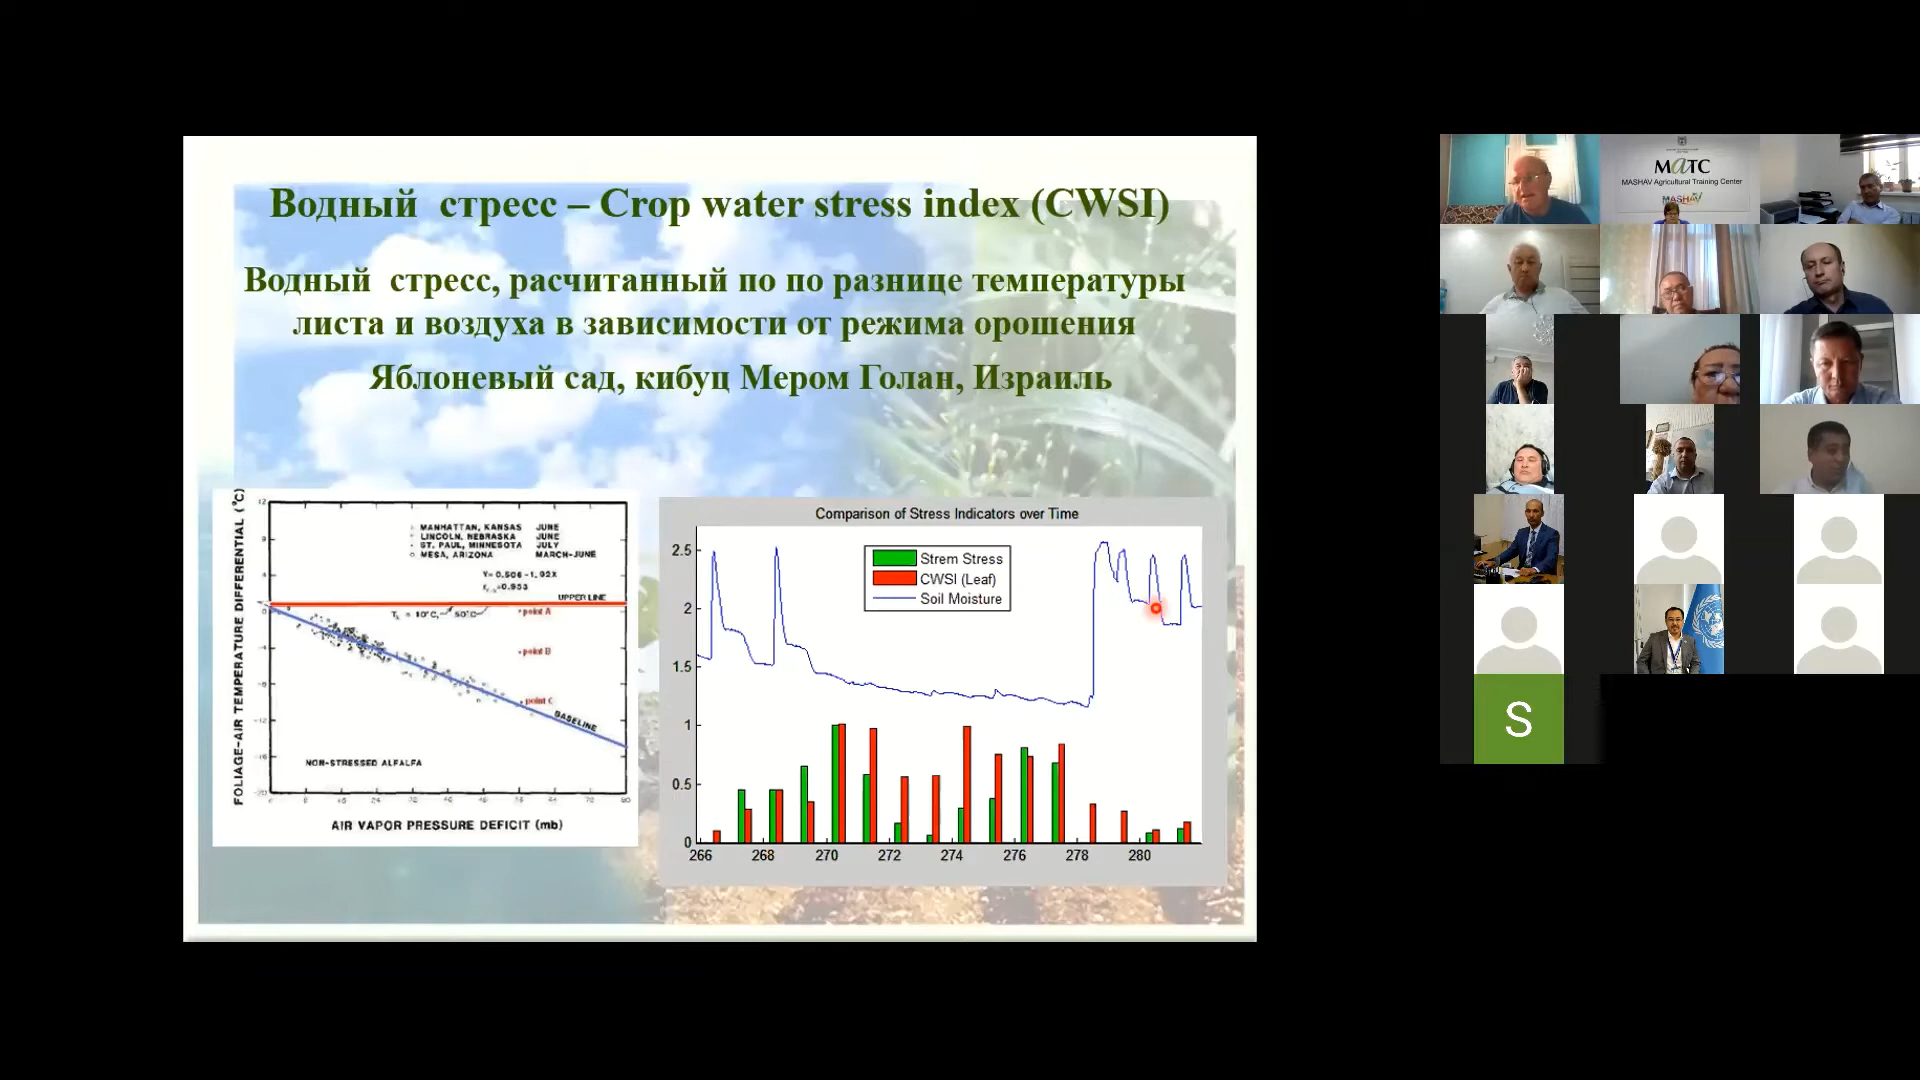 Водный стресс – Crop water stress index (CWSI)
Водный стресс, расчитанный по по разнице температуры
листа и воздуха в зависимости от режима орошения
Яблоневый сад, кибуц Мером Голан, Израиль
FOLIAGE-AIR TEMPERATURE DIFFERENTIAL (°C)
MANHATTAN, KANSAS JUNE
LINCOLN, NEBRASKA JUNE
ST. PAUL, MINNESOTA JULY
MESA, ARIZONA MARCH-JUNE
UPPER LINE
point A
point B
point C
BASELINE
NON-STRESSED ALFALFA
AIR VAPOR PRESSURE DEFICIT (mb)
Comparison of Stress Indicators over Time
Strem Stress
CWSI (Leaf)
Soil Moisture
2.5
2
1.5
1
0.5
0
266 268 270 272 274 276 278 280
MATC
MASHAV Agricultural Training Center
MASHAV
S